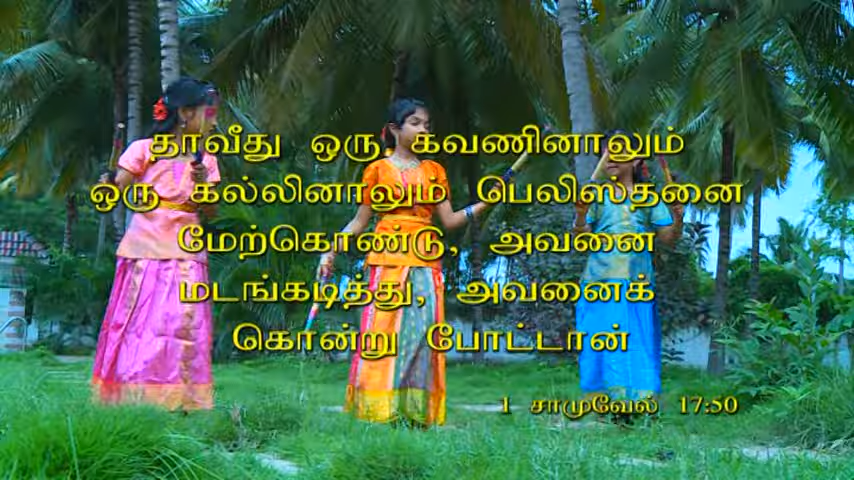 தாவீது ஒரு கவணினாலும்
ஒரு கல்லினாலும் பெலிஸ்தனை
மேற்கொண்டு, அவனை
மடங்கடித்து, அவனைக்
கொன்று போட்டான்
1 சாமுவேல் 17:50